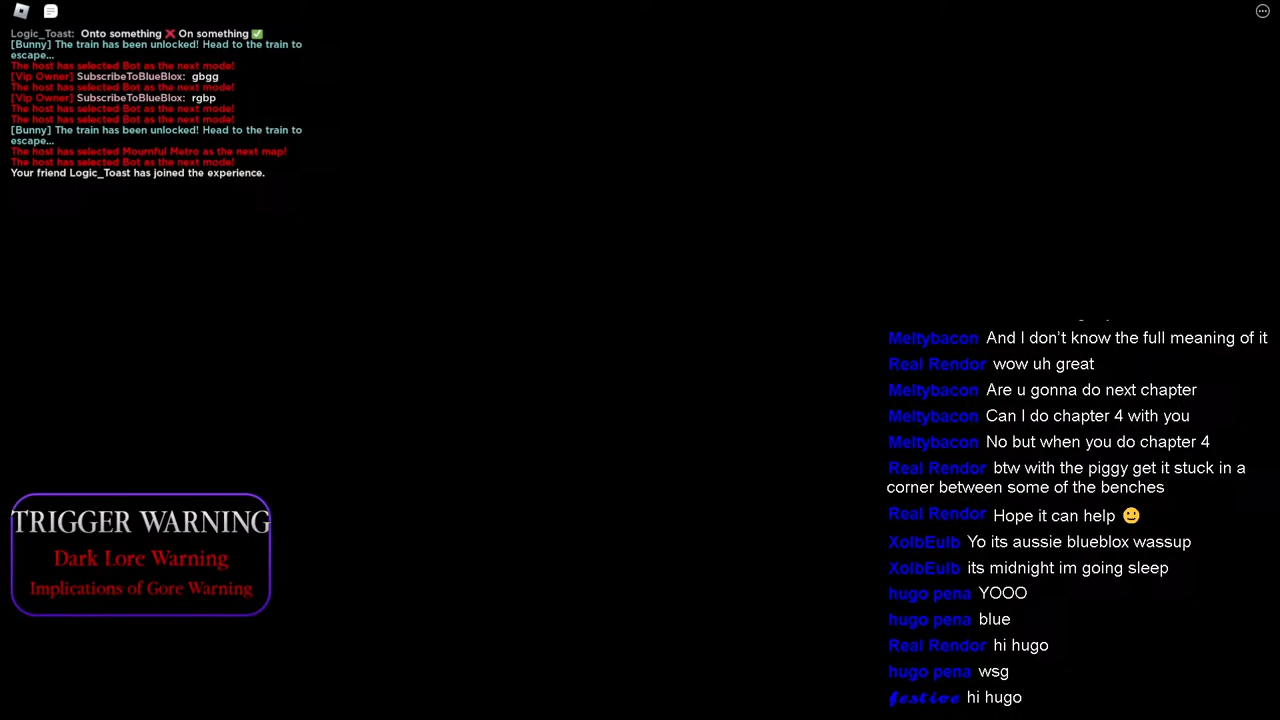 Logic_Toast: Onto something ❌ On something ✅
[Bunny] The train has been unlocked! Head to the train to
escape...
The host has selected Bot as the next mode!
[Vip Owner] SubscribeToBlueBlox: gbgg
The host has selected Bot as the next mode!
[Vip Owner] SubscribeToBlueBlox: rgbp
The host has selected Bot as the next mode!
The host has selected Bot as the next mode!
[Bunny] The train has been unlocked! Head to the train to
escape...
The host has selected Mournful Metro as the next map!
The host has selected Bot as the next mode!
Your friend Logic_Toast has joined the experience.
TRIGGER WARNING
Dark Lore Warning
Implications of Gore Warning
Meltybacon And I don’t know the full meaning of it
Real Rendor wow uh great
Meltybacon Are u gonna do next chapter
Meltybacon Can I do chapter 4 with you
Meltybacon No but when you do chapter 4
Real Rendor btw with the piggy get it stuck in a
corner between some of the benches
Real Rendor Hope it can help 🙂
XolbEulb Yo its aussie blueblox wassup
XolbEulb its midnight im going sleep
hugo pena YOOO
hugo pena blue
Real Rendor hi hugo
hugo pena wsg
𝓯𝓮𝓼𝓽𝓲𝓿𝓮 hi hugo